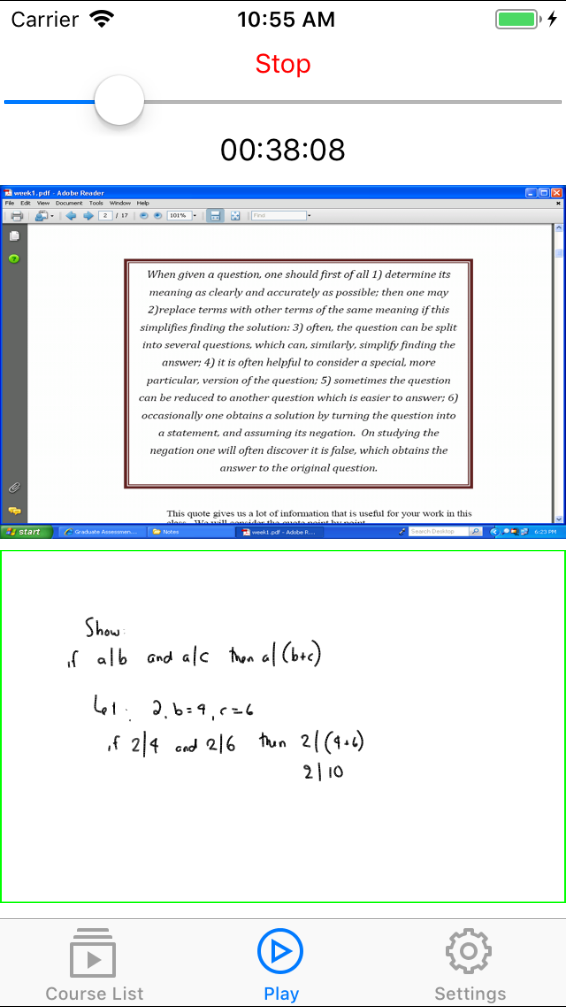 Carrier 10:55 AM
Stop
00:38:08
week1.pdf - Adobe Reader
File Edit View Document Tools Window Help
2 / 17 101% Find
When given a question, one should first of all 1) determine its
meaning as clearly and accurately as possible; then one may
2)replace terms with other terms of the same meaning if this
simplifies finding the solution: 3) often, the question can be split
into several questions, which can, similarly, simplify finding the
answer; 4) it is often helpful to consider a special, more
particular, version of the question; 5) sometimes the question
can be reduced to another question which is easier to answer; 6)
occasionally one obtains a solution by turning the question into
a statement, and assuming its negation. On studying the
negation one will often discover it is false, which obtains the
answer to the original question.
This quote gives us a lot of information that is useful for your work in this
class. We will consider the quote point by point
start Graduate Assessmen... Notes week1.pdf - Adobe R... Search Desktop 6:23 PM
Show:
if a|b and a|c then a|(b+c)
Let: 2, b=4, c=6
if 2|4 and 2|6 then 2|(4+6)
2|10
Course List Play Settings